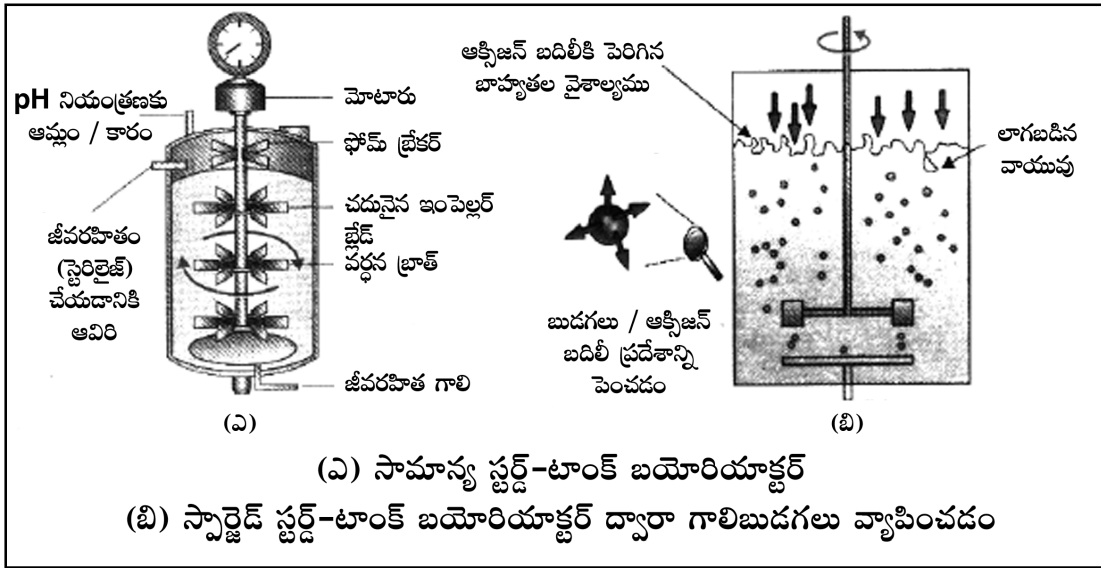 pH నియంత్రణకు
ఆమ్లం / కారం
మోటారు
ఫోమ్ బ్రేకర్
చదునైన ఇంపెల్లర్
బ్లేడ్
వర్ధన బ్రాత్
జీవరహితం
(స్టెరిలైజ్)
చేయడానికి
ఆవిరి
జీవరహిత గాలి
(ఎ)
ఆక్సిజన్ బదిలీకి పెరిగిన
బాహ్యతల వైశాల్యము
లాగబడిన
వాయువు
బుడగలు / ఆక్సిజన్
బదిలీ ప్రదేశాన్ని
పెంచడం
(బి)
(ఎ) సామాన్య స్టర్డ్-టాంక్ బయోరియాక్టర్
(బి) స్పార్జెడ్ స్టర్డ్-టాంక్ బయోరియాక్టర్ ద్వారా గాలిబుడగలు వ్యాపించడం